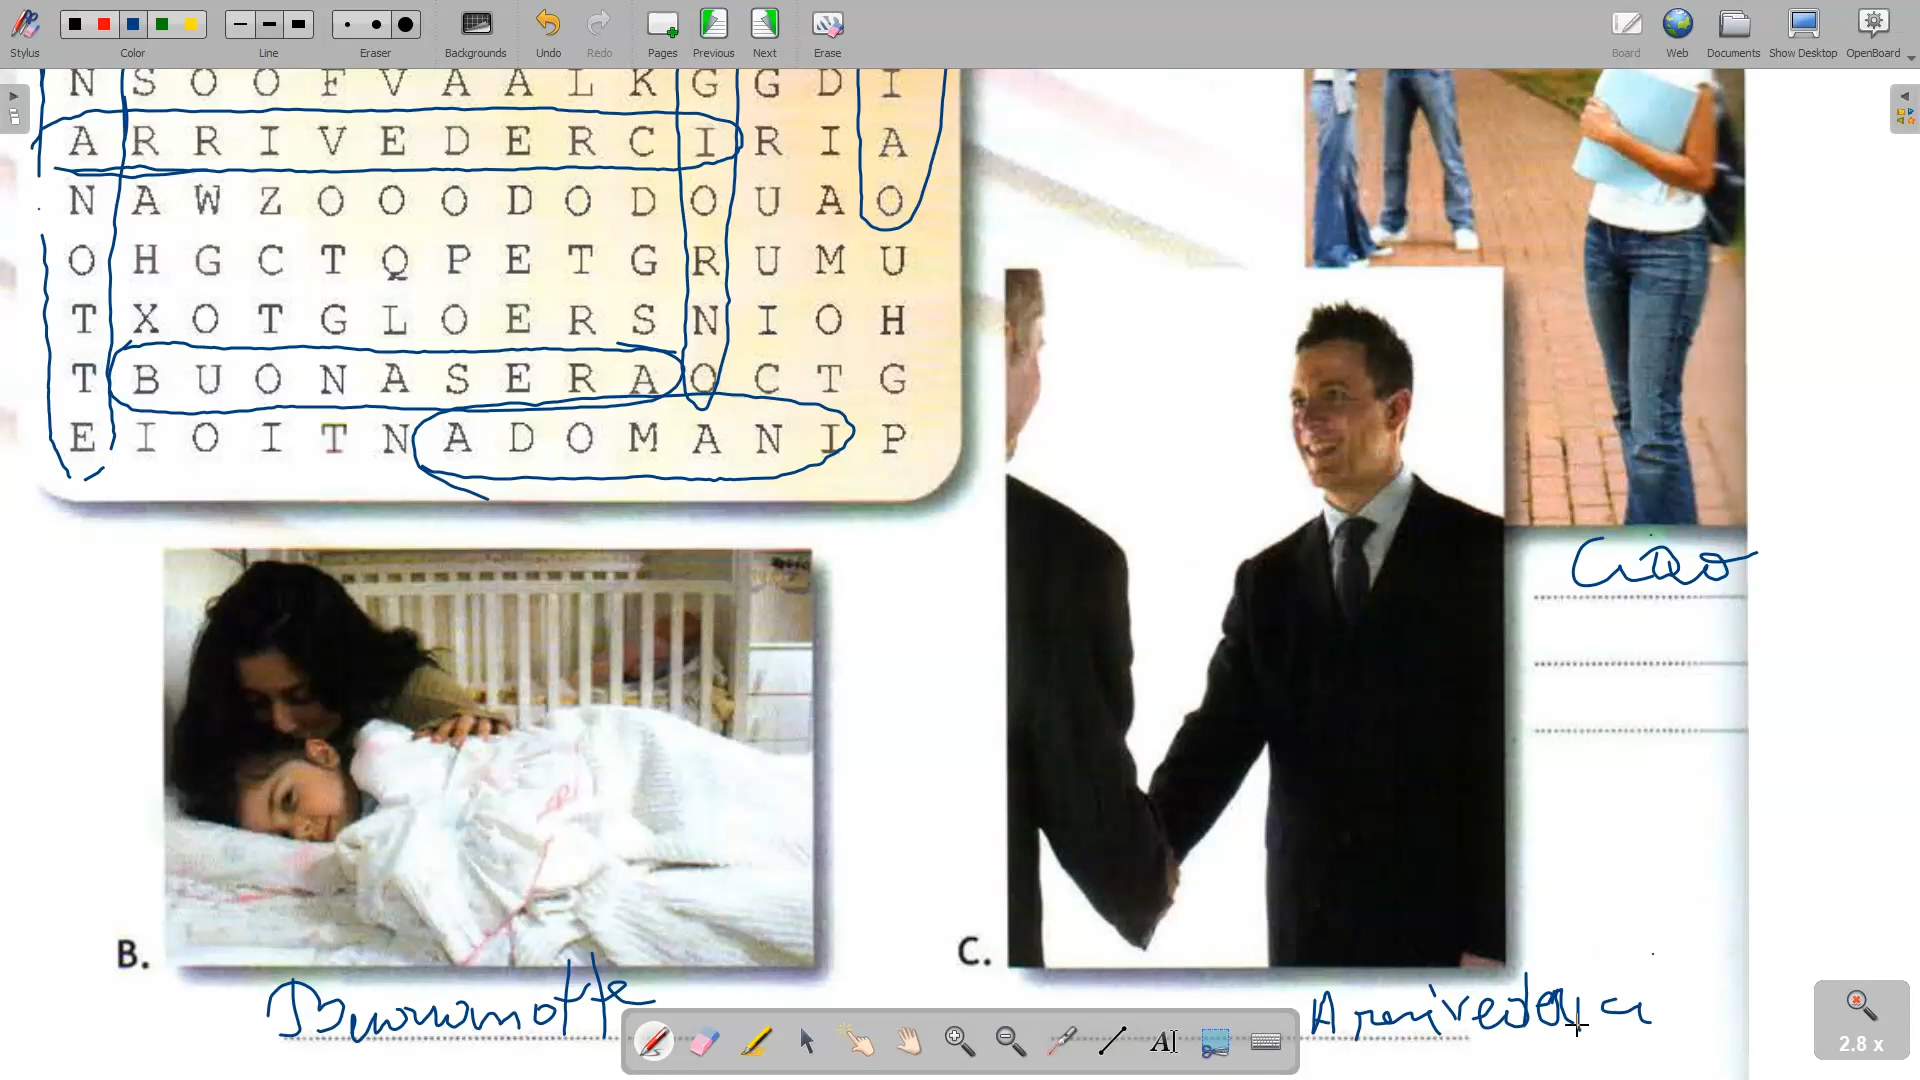 Stylus
Color
Line
Eraser
Backgrounds
Undo
Redo
Pages
Previous
Next
Erase
Board
Web
Documents
Show Desktop
OpenBoard
N S O O F V A A L K G G D I
A R R I V E D E R C I R I A
N A W Z O O O D O D O U A O
O H G C T Q P E T G R U M U
T X O T G L O E R S N I O H
T B U O N A S E R A O C T G
E I O I T N A D O M A N I P
Ciao
B.
C.
Buonanotte
Arrivederci
2.8 x